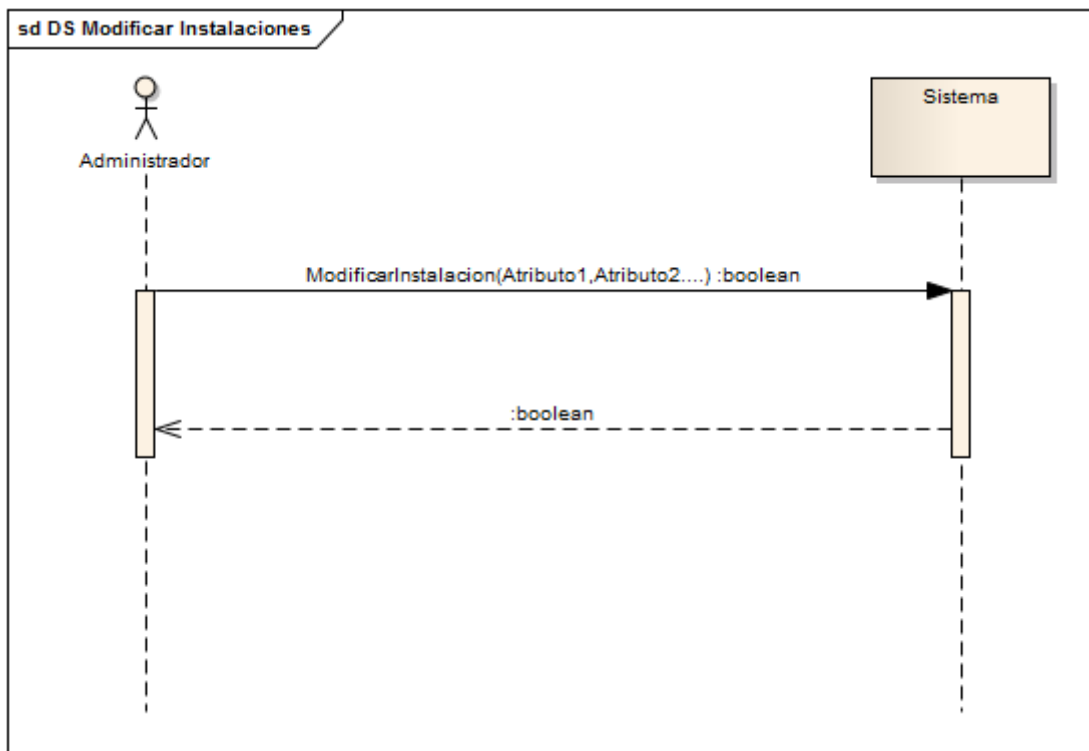 sd DS Modificar Instalaciones
Sistema
Administrador
ModificarInstalacion(Atributo1,Atributo2....) :boolean
:boolean